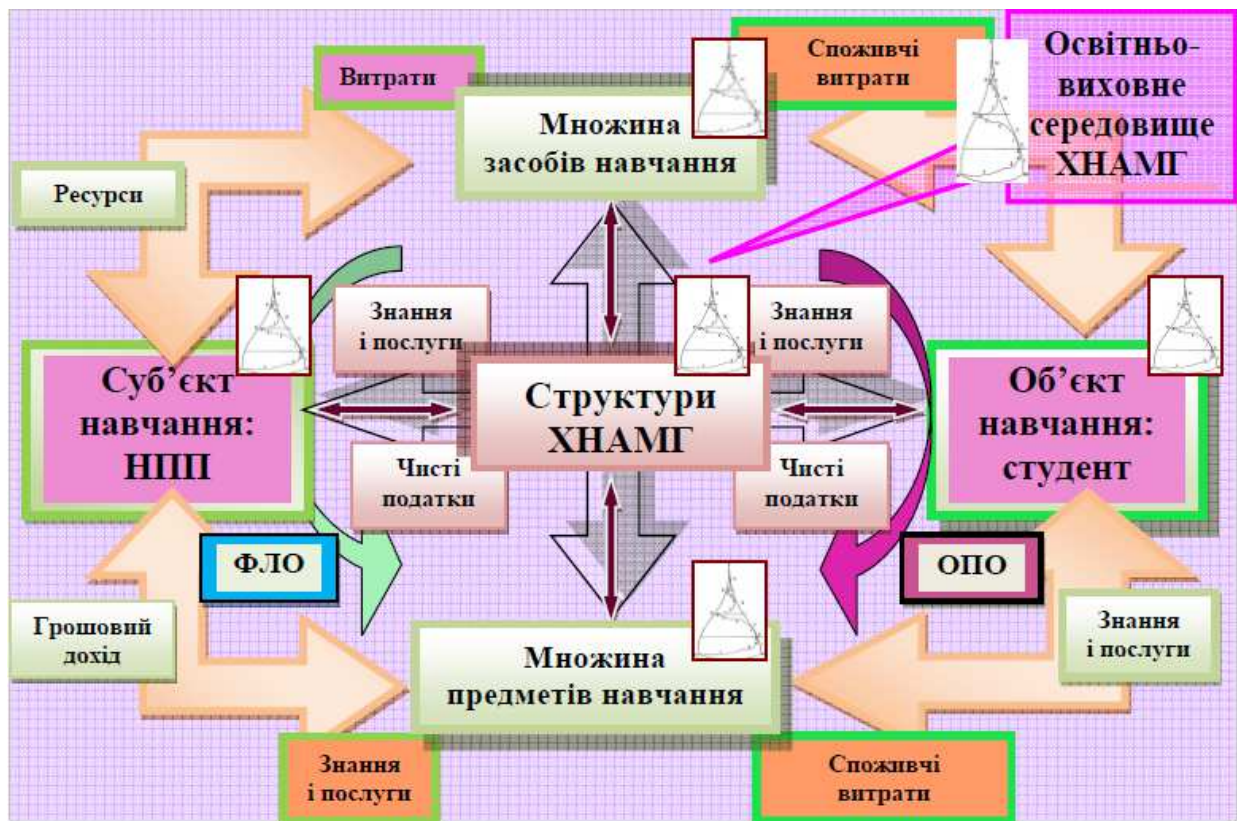 Витрати
Споживчі
витрати
Освітньо-
виховне
середовище
ХНАМГ
Множина
засобів навчання
Ресурси
Знання
і послуги
Знання
і послуги
Суб’єкт
навчання:
НПП
Структури
ХНАМГ
Об’єкт
навчання:
студент
Чисті
податки
Чисті
податки
ФЛО
ОПО
Грошовий
дохід
Знання
і послуги
Множина
предметів навчання
Знання
і послуги
Споживчі
витрати